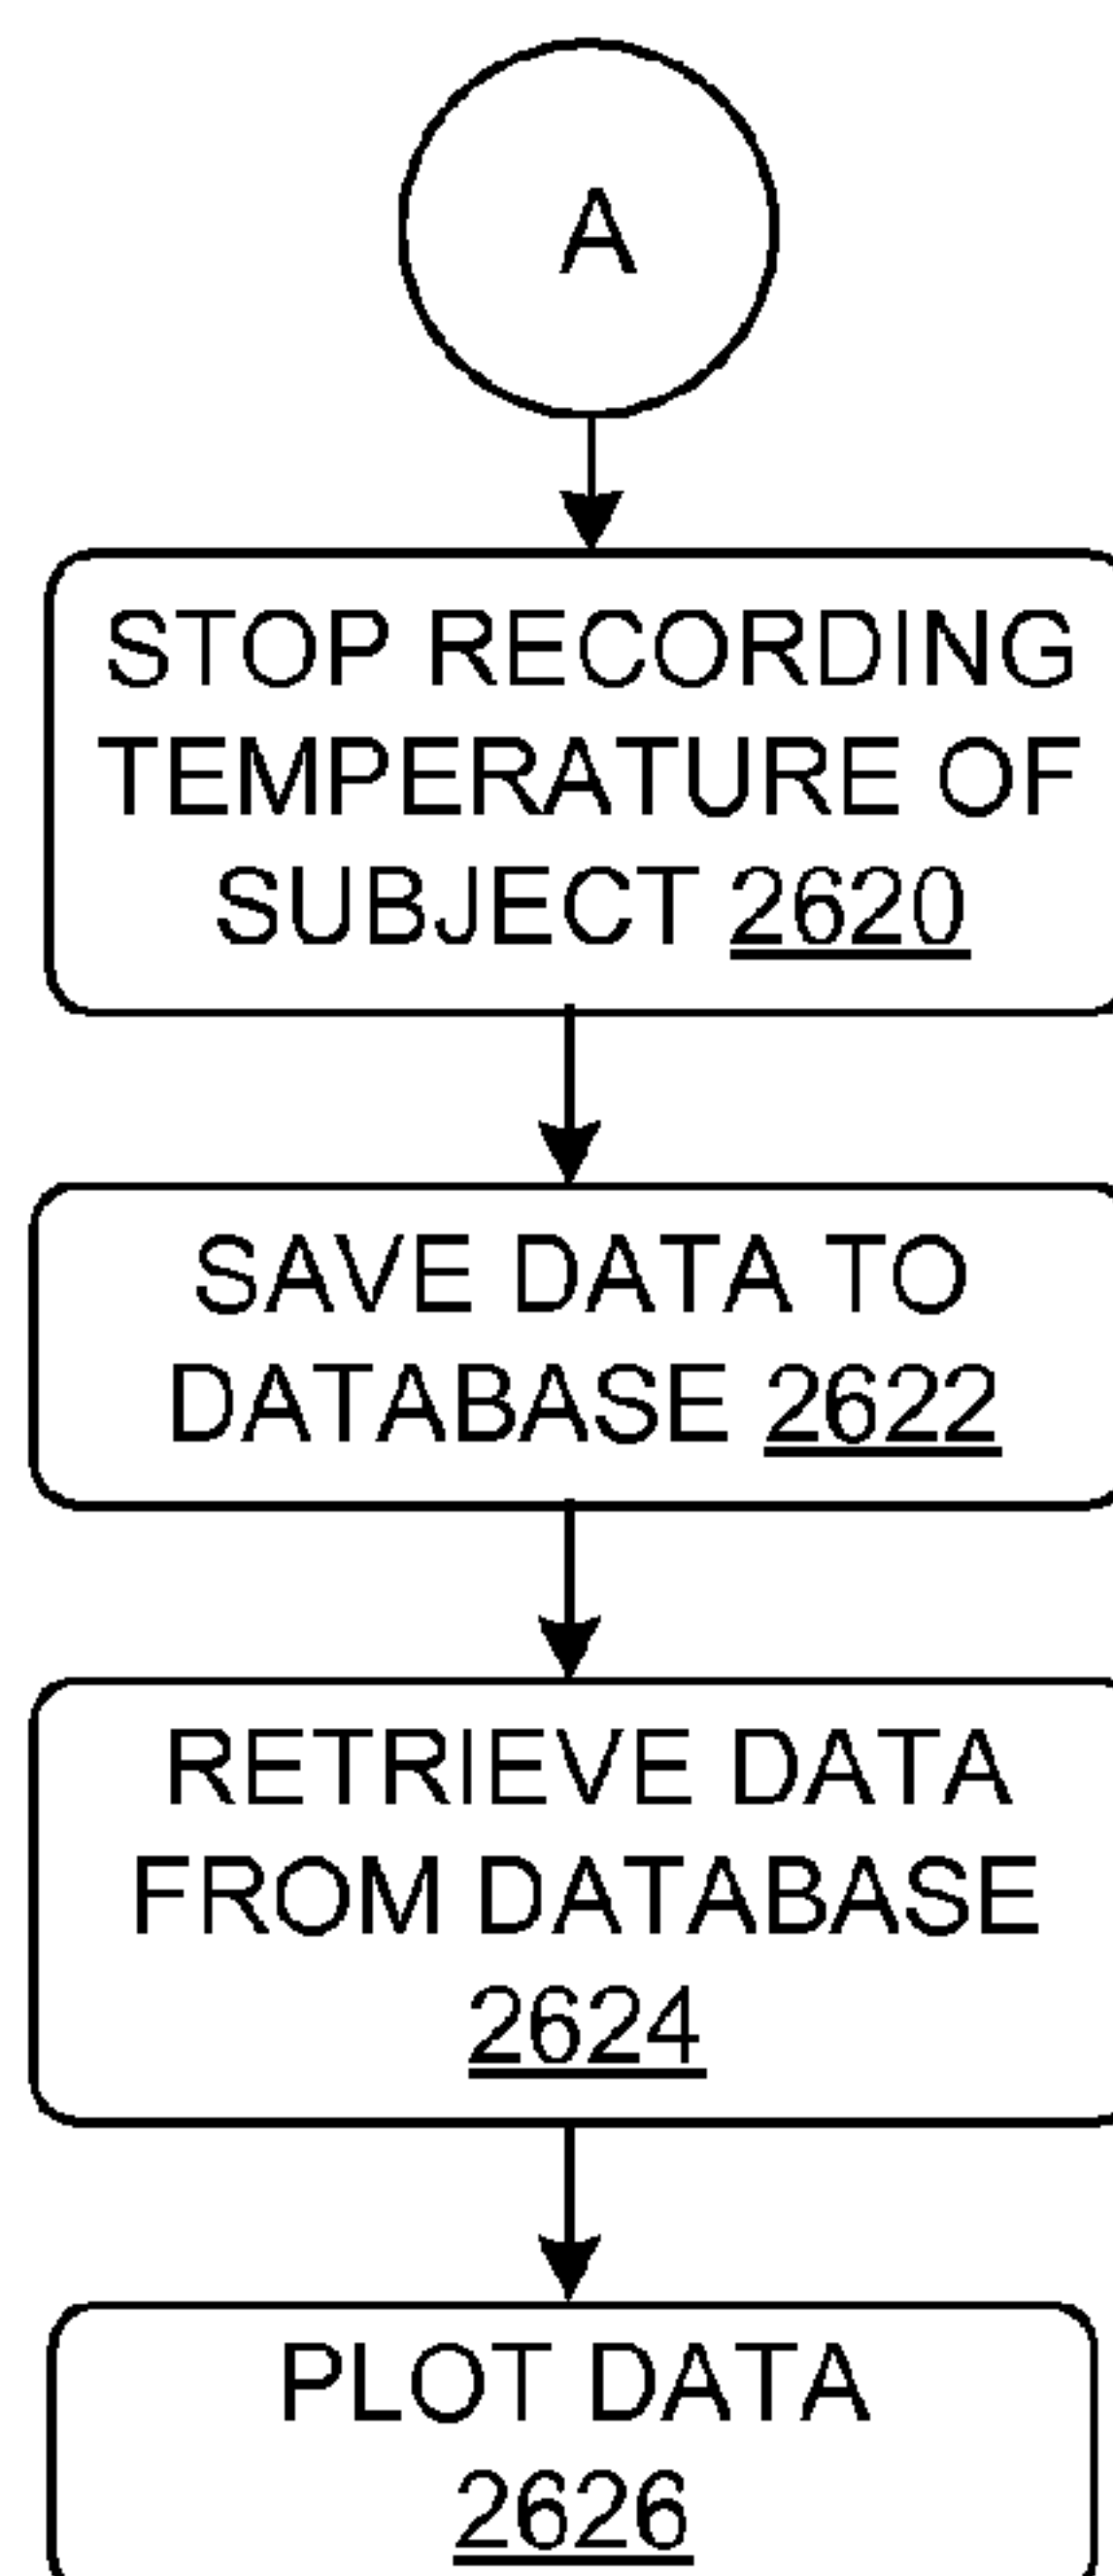 A
STOP RECORDING
TEMPERATURE OF
SUBJECT 2620
SAVE DATA TO
DATABASE 2622
RETRIEVE DATA
FROM DATABASE
2624
PLOT DATA
2626